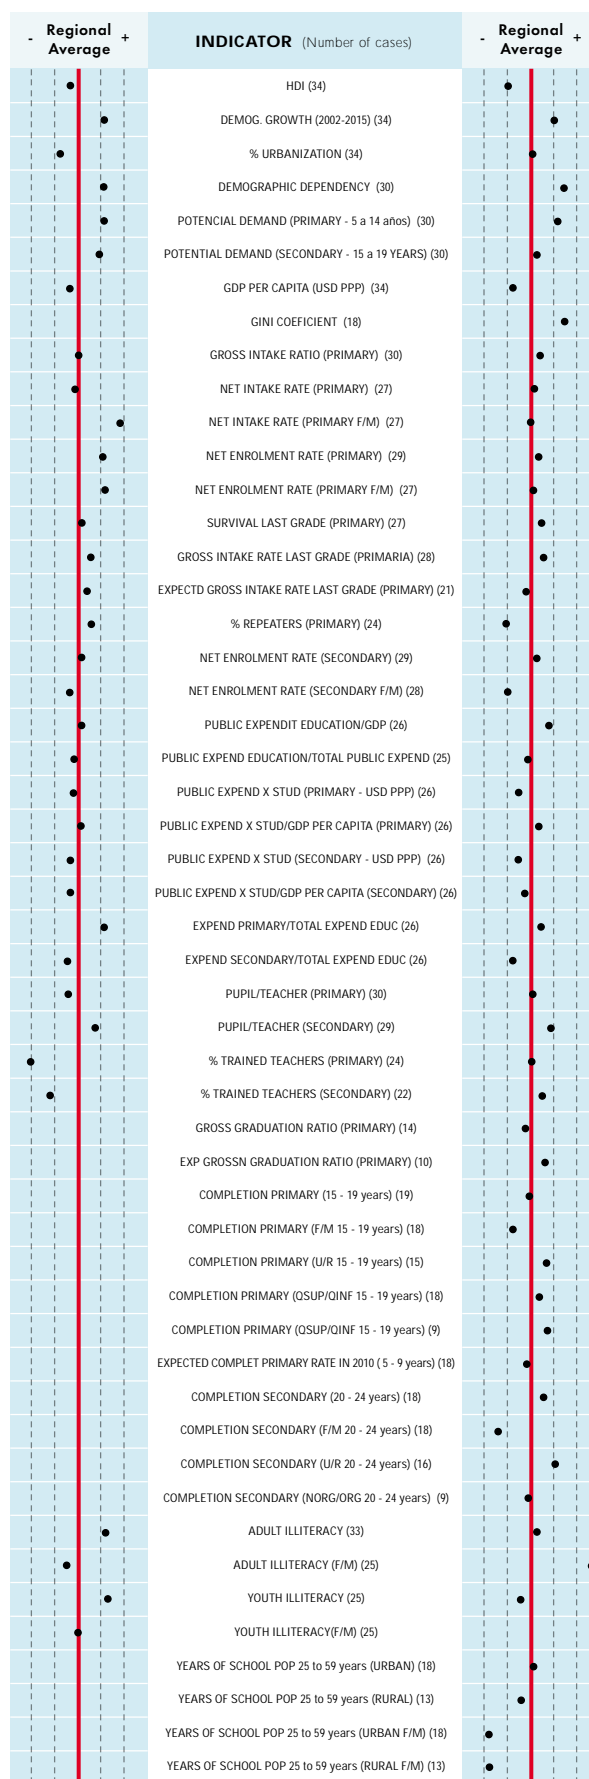 - Regional Average +
INDICATOR (Number of cases)
- Regional Average +
HDI (34)
DEMOG. GROWTH (2002-2015) (34)
% URBANIZATION (34)
DEMOGRAPHIC DEPENDENCY (30)
POTENCIAL DEMAND (PRIMARY - 5 a 14 años) (30)
POTENTIAL DEMAND (SECONDARY - 15 a 19 YEARS) (30)
GDP PER CAPITA (USD PPP) (34)
GINI COEFICIENT (18)
GROSS INTAKE RATIO (PRIMARY) (30)
NET INTAKE RATE (PRIMARY) (27)
NET INTAKE RATE (PRIMARY F/M) (27)
NET ENROLMENT RATE (PRIMARY) (29)
NET ENROLMENT RATE (PRIMARY F/M) (27)
SURVIVAL LAST GRADE (PRIMARY) (27)
GROSS INTAKE RATE LAST GRADE (PRIMARIA) (28)
EXPECTD GROSS INTAKE RATE LAST GRADE (PRIMARY) (21)
% REPEATERS (PRIMARY) (24)
NET ENROLMENT RATE (SECONDARY) (29)
NET ENROLMENT RATE (SECONDARY F/M) (28)
PUBLIC EXPENDIT EDUCATION/GDP (26)
PUBLIC EXPEND EDUCATION/TOTAL PUBLIC EXPEND (25)
PUBLIC EXPEND X STUD (PRIMARY - USD PPP) (26)
PUBLIC EXPEND X STUD/GDP PER CAPITA (PRIMARY) (26)
PUBLIC EXPEND X STUD (SECONDARY - USD PPP) (26)
PUBLIC EXPEND X STUD/GDP PER CAPITA (SECONDARY) (26)
EXPEND PRIMARY/TOTAL EXPEND EDUC (26)
EXPEND SECONDARY/TOTAL EXPEND EDUC (26)
PUPIL/TEACHER (PRIMARY) (30)
PUPIL/TEACHER (SECONDARY) (29)
% TRAINED TEACHERS (PRIMARY) (24)
% TRAINED TEACHERS (SECONDARY) (22)
GROSS GRADUATION RATIO (PRIMARY) (14)
EXP GROSSN GRADUATION RATIO (PRIMARY) (10)
COMPLETION PRIMARY (15 - 19 years) (19)
COMPLETION PRIMARY (F/M 15 - 19 years) (18)
COMPLETION PRIMARY (U/R 15 - 19 years) (15)
COMPLETION PRIMARY (QSUP/QINF 15 - 19 years) (18)
COMPLETION PRIMARY (QSUP/QINF 15 - 19 years) (9)
EXPECTED COMPLET PRIMARY RATE IN 2010 ( 5 - 9 years) (18)
COMPLETION SECONDARY (20 - 24 years) (18)
COMPLETION SECONDARY (F/M 20 - 24 years) (18)
COMPLETION SECONDARY (U/R 20 - 24 years) (16)
COMPLETION SECONDARY (NORG/ORG 20 - 24 years) (9)
ADULT ILLITERACY (33)
ADULT ILLITERACY (F/M) (25)
YOUTH ILLITERACY (25)
YOUTH ILLITERACY(F/M) (25)
YEARS OF SCHOOL POP 25 to 59 years (URBAN) (18)
YEARS OF SCHOOL POP 25 to 59 years (RURAL) (13)
YEARS OF SCHOOL POP 25 to 59 years (URBAN F/M) (18)
YEARS OF SCHOOL POP 25 to 59 years (RURAL F/M) (13)